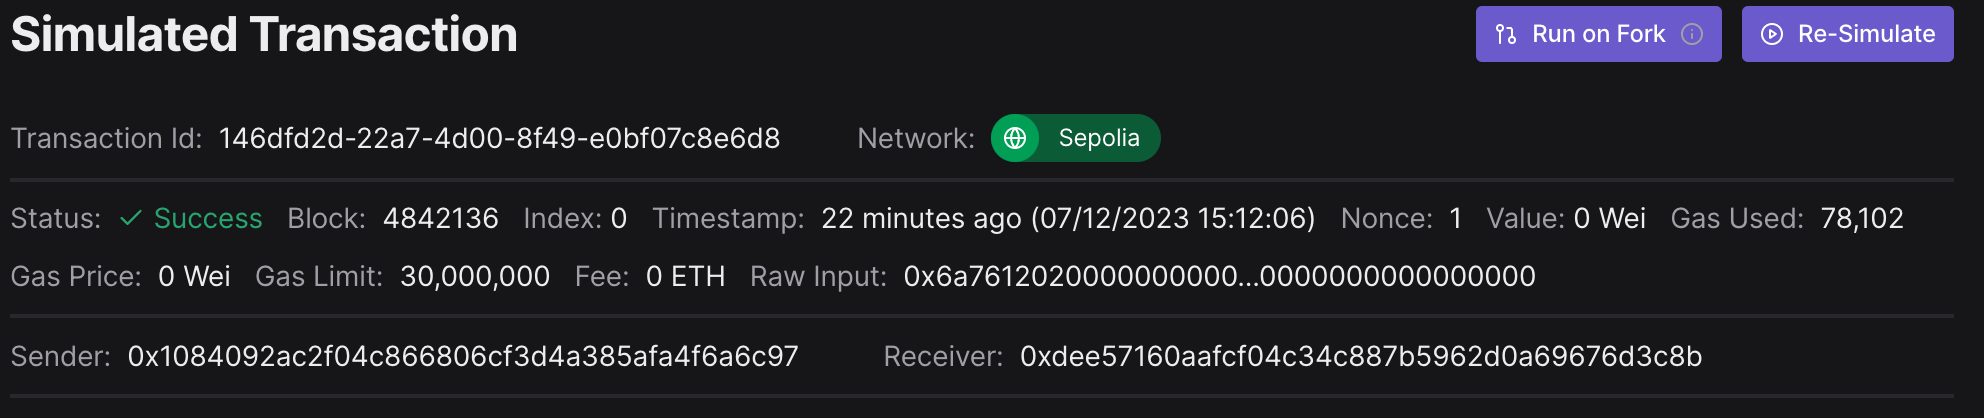 Simulated Transaction Run on Fork Re-Simulate
Transaction Id: 146dfd2d-22a7-4d00-8f49-e0bf07c8e6d8 Network: Sepolia
Status: Success Block: 4842136 Index: 0 Timestamp: 22 minutes ago (07/12/2023 15:12:06) Nonce: 1 Value: 0 Wei Gas Used: 78,102
Gas Price: 0 Wei Gas Limit: 30,000,000 Fee: 0 ETH Raw Input: 0x6a7612020000000000...0000000000000000
Sender: 0x1084092ac2f04c866806cf3d4a385afa4f6a6c97 Receiver: 0xdee57160aafcf04c34c887b5962d0a69676d3c8b